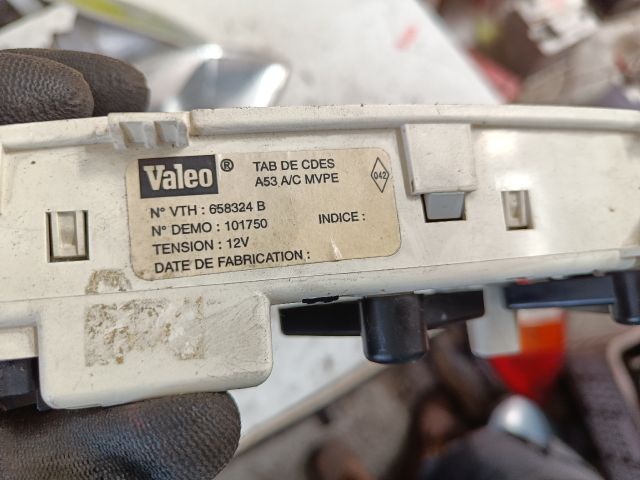 Valeo ® TAB DE CDES
A53 A/C MVPE
042
N° VTH : 658324 B
N° DEMO : 101750 INDICE :
TENSION : 12V
DATE DE FABRICATION :